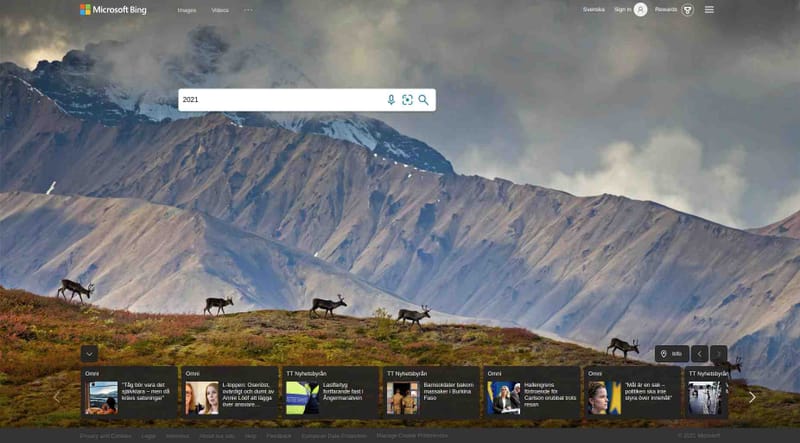 Microsoft Bing
Images
Videos
...
Svenska
Sign in
Rewards
2021
Info
Omni
"Tåg bör vara det självklara – men då krävs satsningar"
Omni
L-toppen: Oseriöst, ovärdigt och dumt av Annie Lööf att lägga över ansvare...
TT Nyhetsbyrån
Lastfartyg fortfarande fast i Ångermanälven
TT Nyhetsbyrån
Barnsoldater bakom massaker i Burkina Faso
Omni
Hallengrens förtroende för Carlson orubbat trots resan
Omni
"Mål är en sak – politiken ska inte styra över innehåll"
TT Nyhetsbyrån
Privacy and Cookies
Legal
Advertise
About our ads
Help
Feedback
European Data Protection
Manage Cookie Preferences
© 2021 Microsoft